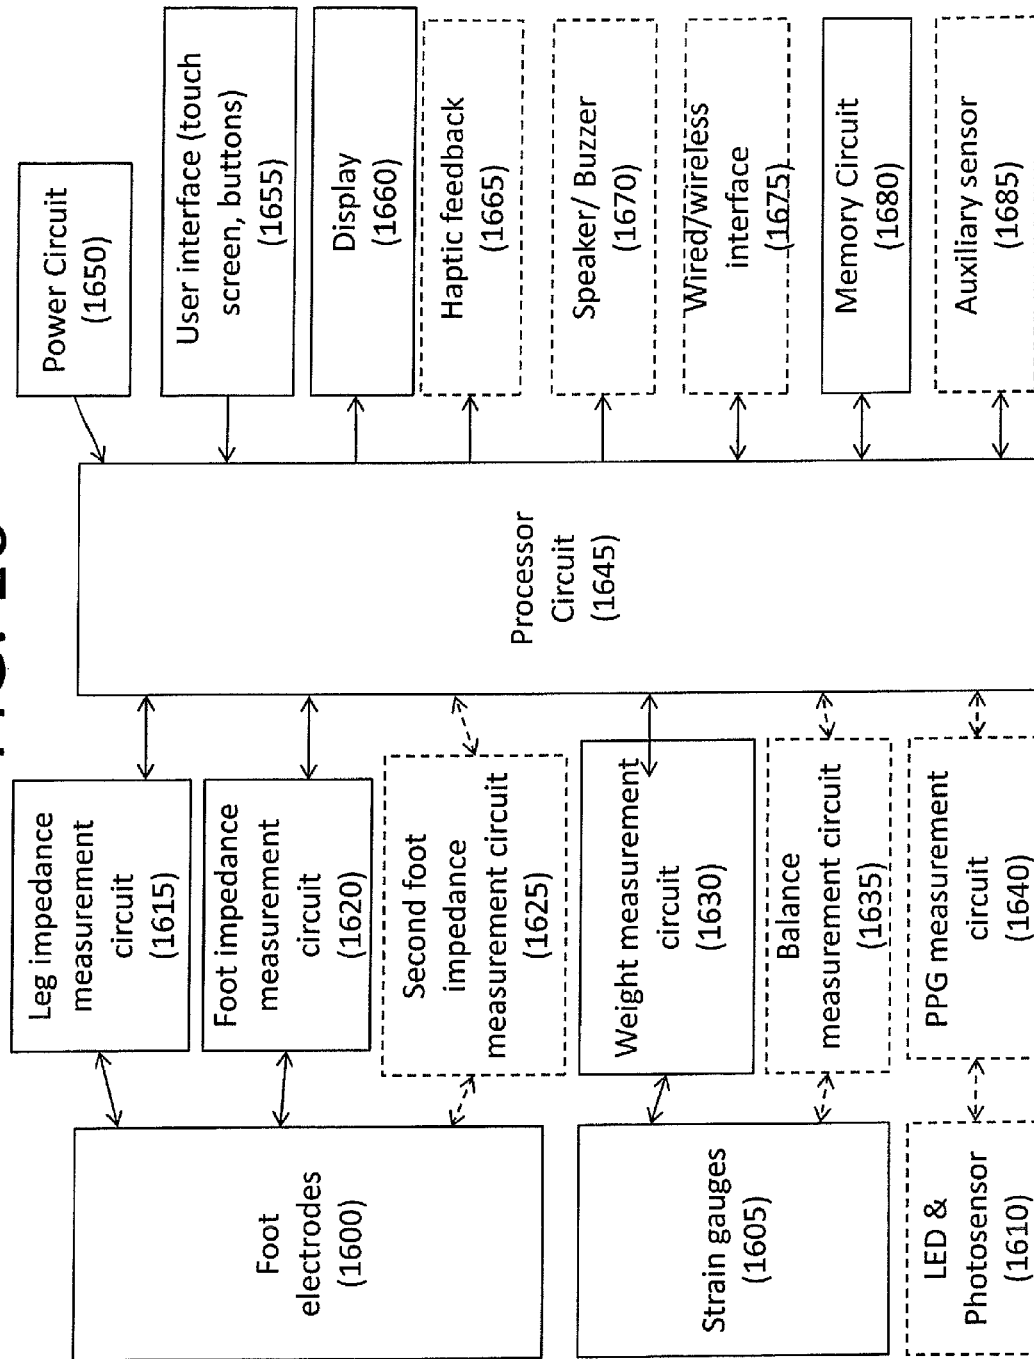 Foot
electrodes
(1600)
Strain gauges
(1605)
LED &
Photosensor
(1610)
Leg impedance
measurement
circuit
(1615)
Foot impedance
measurement
circuit
(1620)
Second foot
impedance
measurement circuit
(1625)
Weight measurement
circuit
(1630)
Balance
measurement circuit
(1635)
PPG measurement
circuit
(1640)
Processor
Circuit
(1645)
Power Circuit
(1650)
User interface (touch
screen, buttons)
(1655)
Display
(1660)
Haptic feedback
(1665)
Speaker/ Buzzer
(1670)
Wired/wireless
interface
(1675)
Memory Circuit
(1680)
Auxiliary sensor
(1685)